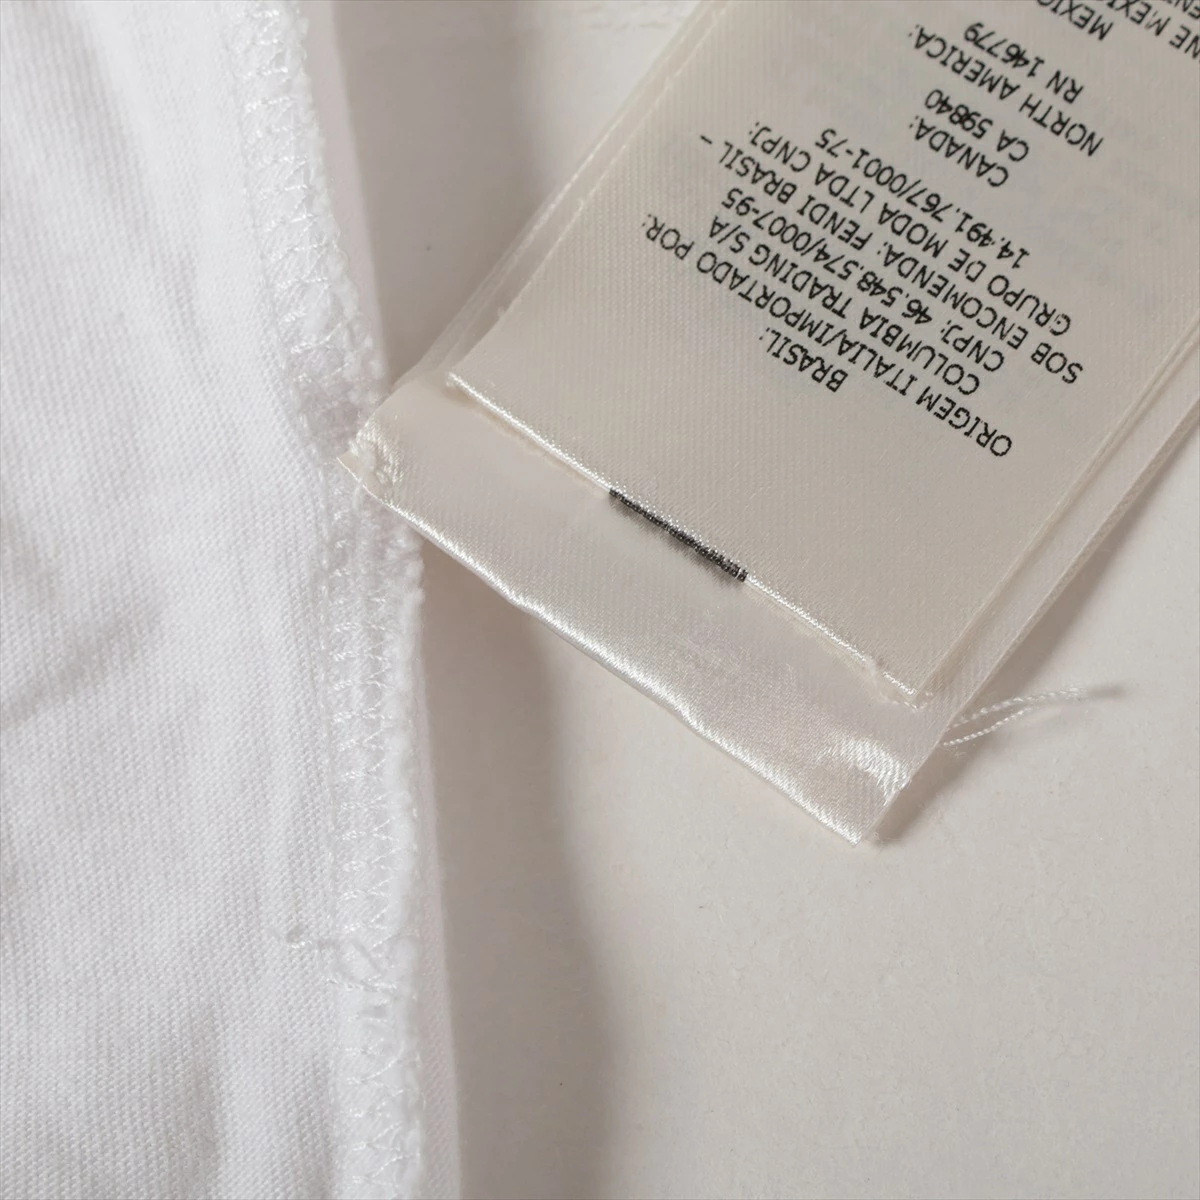 BRASIL:
ORIGEM ITALIA/IMPORTADO POR:
COLUMBIA TRADING S/A
CNPJ: 46.548.574/0007-95
SOB ENCOMENDA: FENDI BRASIL –
GRUPO DE MODA LTDA CNPJ:
14.491.767/0001-75
CANADA:
CA 59840
NORTH AMERICA:
RN 146779
MEXICO